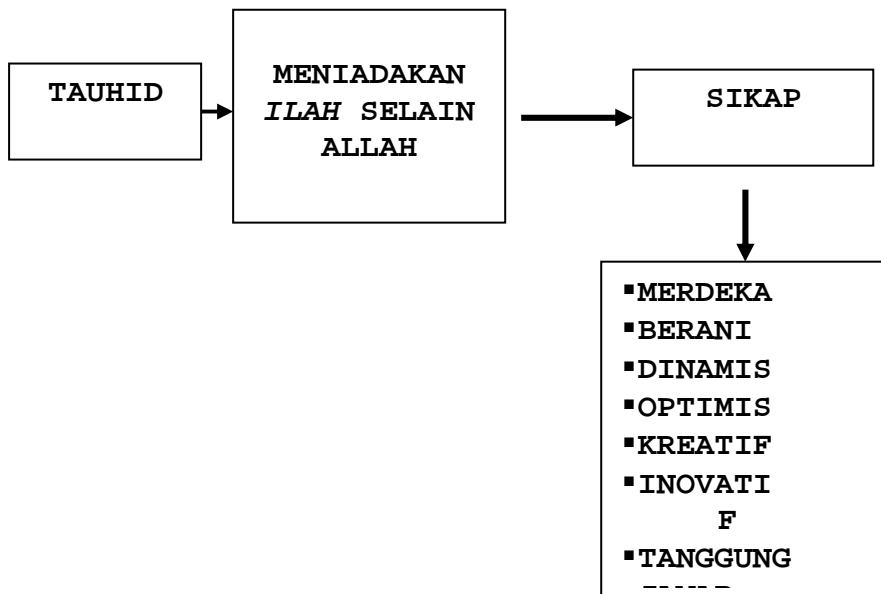 TAUHID
MENIADAKAN
ILAH SELAIN
ALLAH
SIKAP
▪MERDEKA
▪BERANI
▪DINAMIS
▪OPTIMIS
▪KREATIF
▪INOVATI
F
▪TANGGUNG